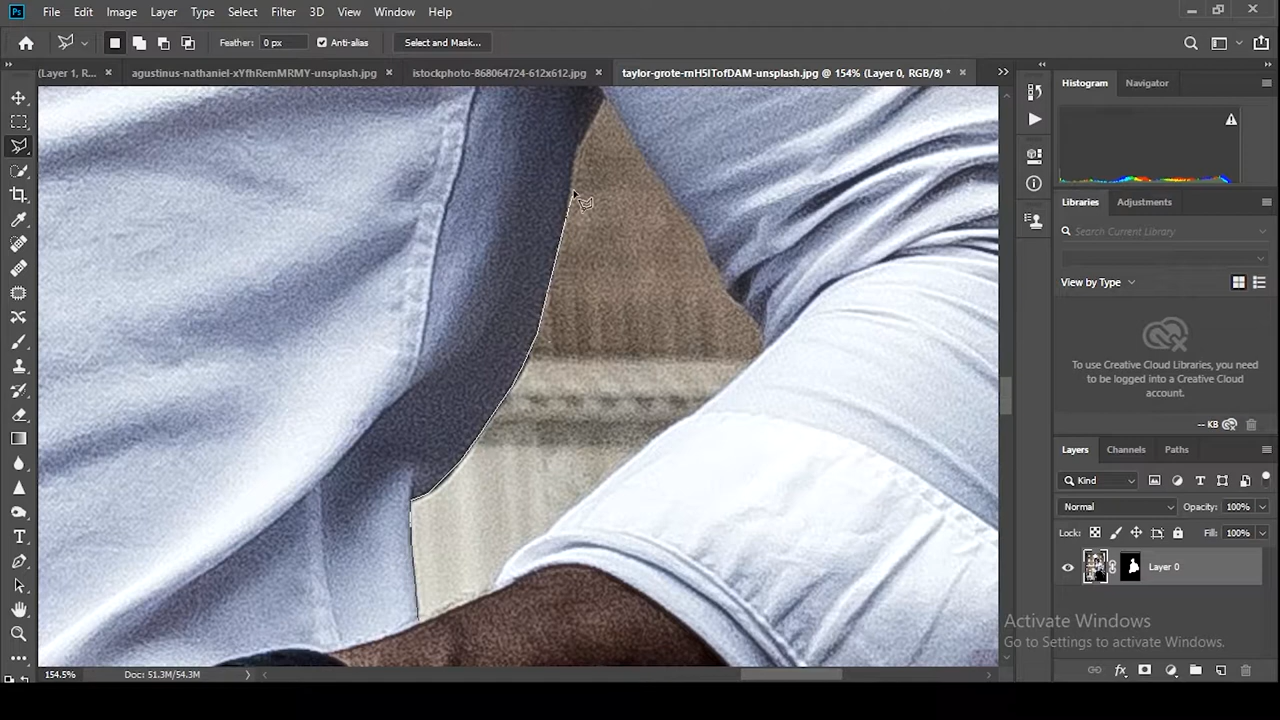 Ps File Edit Image Layer Type Select Filter 3D View Window Help
Feather: 0 px Anti-alias Select and Mask...
(Layer 1, R... agustinus-nathaniel-xYfhRemMRMY-unsplash.jpg istockphoto-868064724-612x612.jpg taylor-grote-rnH5ITofDAM-unsplash.jpg @ 154% (Layer 0, RGB/8) *
Histogram Navigator
Libraries Adjustments
Search Current Library
View by Type
To use Creative Cloud Libraries, you
need to be logged into a Creative Cloud
account.
-- KB
Layers Channels Paths
Kind
Normal Opacity: 100%
Lock: Fill: 100%
Layer 0
Activate Windows
Go to Settings to activate Windows.
154.5% Doc: 51.3M/54.3M